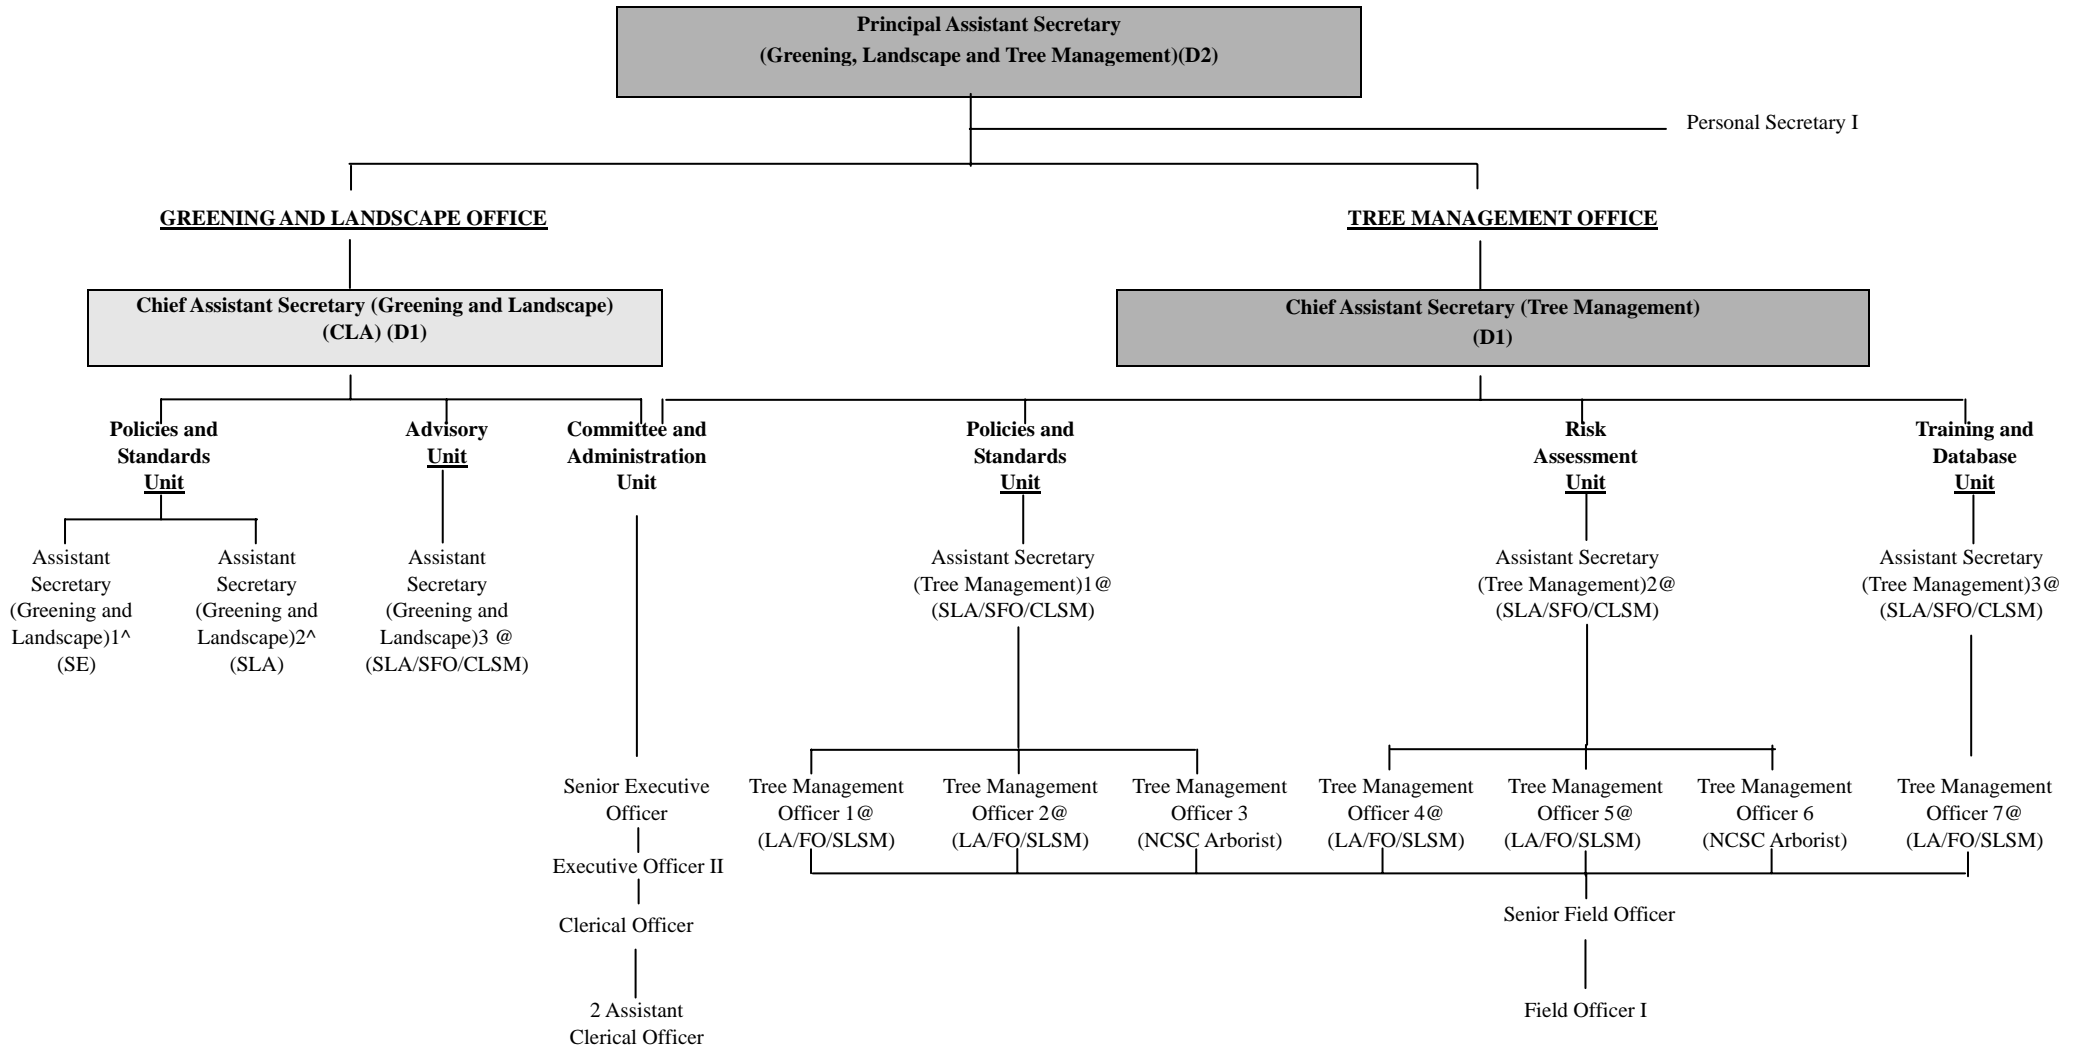 Principal Assistant Secretary
(Greening, Landscape and Tree Management)(D2)
Personal Secretary I
GREENING AND LANDSCAPE OFFICE
TREE MANAGEMENT OFFICE
Chief Assistant Secretary (Greening and Landscape)
(CLA) (D1)
Chief Assistant Secretary (Tree Management)
(D1)
Policies and
Standards
Unit
Advisory
Unit
Committee and
Administration
Unit
Policies and
Standards
Unit
Risk
Assessment
Unit
Training and
Database
Unit
Assistant
Secretary
(Greening and
Landscape)1^
(SE)
Assistant
Secretary
(Greening and
Landscape)2^
(SLA)
Assistant
Secretary
(Greening and
Landscape)3 @
(SLA/SFO/CLSM)
Assistant Secretary
(Tree Management)1@
(SLA/SFO/CLSM)
Assistant Secretary
(Tree Management)2@
(SLA/SFO/CLSM)
Assistant Secretary
(Tree Management)3@
(SLA/SFO/CLSM)
Senior Executive
Officer
Executive Officer II
Clerical Officer
2 Assistant
Clerical Officer
Tree Management
Officer 1@
(LA/FO/SLSM)
Tree Management
Officer 2@
(LA/FO/SLSM)
Tree Management
Officer 3
(NCSC Arborist)
Tree Management
Officer 4@
(LA/FO/SLSM)
Tree Management
Officer 5@
(LA/FO/SLSM)
Tree Management
Officer 6
(NCSC Arborist)
Tree Management
Officer 7@
(LA/FO/SLSM)
Senior Field Officer
Field Officer I